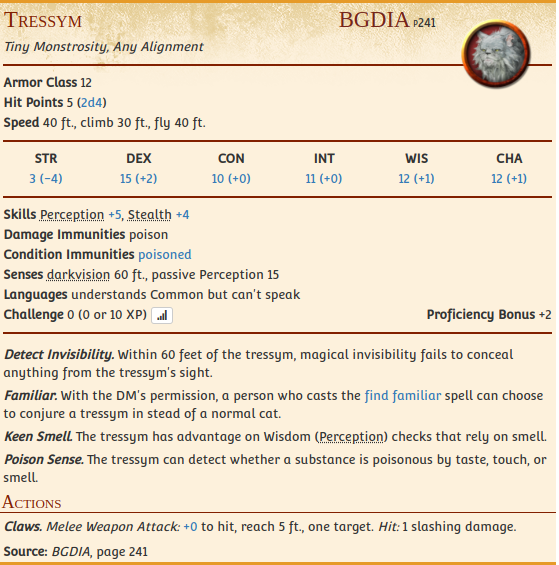 Tressym BGDIA P241
Tiny Monstrosity, Any Alignment
Armor Class 12
Hit Points 5 (2d4)
Speed 40 ft., climb 30 ft., fly 40 ft.
STR DEX CON INT WIS CHA
3 (−4) 15 (+2) 10 (+0) 11 (+0) 12 (+1) 12 (+1)
Skills Perception +5, Stealth +4
Damage Immunities poison
Condition Immunities poisoned
Senses darkvision 60 ft., passive Perception 15
Languages understands Common but can't speak
Challenge 0 (0 or 10 XP) Proficiency Bonus +2
Detect Invisibility. Within 60 feet of the tressym, magical invisibility fails to conceal
anything from the tressym's sight.
Familiar. With the DM's permission, a person who casts the find familiar spell can choose
to conjure a tressym in stead of a normal cat.
Keen Smell. The tressym has advantage on Wisdom (Perception) checks that rely on smell.
Poison Sense. The tressym can detect whether a substance is poisonous by taste, touch, or
smell.
Actions
Claws. Melee Weapon Attack: +0 to hit, reach 5 ft., one target. Hit: 1 slashing damage.
Source: BGDIA, page 241